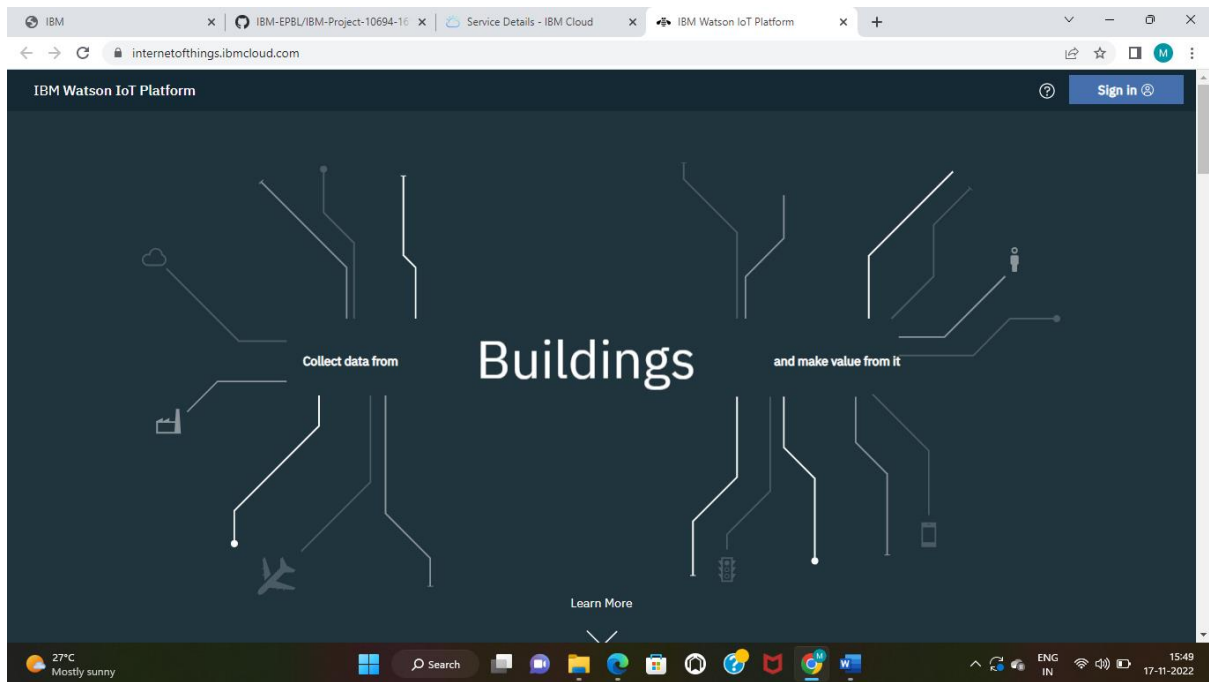 IBM
IBM-EPBL/IBM-Project-10694-16
Service Details - IBM Cloud
IBM Watson IoT Platform
internetofthings.ibmcloud.com
M
IBM Watson IoT Platform
Sign in
Collect data from
Buildings
and make value from it
Learn More
27°C
Mostly sunny
Search
ENG
IN
15:49
17-11-2022